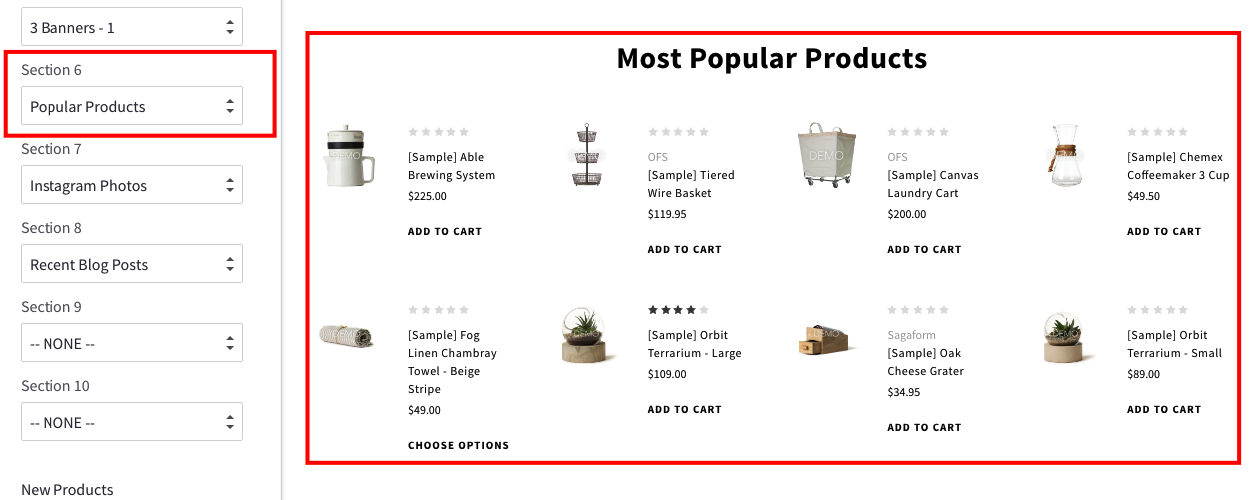 3 Banners - 1
Section 6
Popular Products
Section 7
Instagram Photos
Section 8
Recent Blog Posts
Section 9
-- NONE --
Section 10
-- NONE --
New Products
Most Popular Products
DEMO
[Sample] Able
Brewing System
$225.00
ADD TO CART
OFS
[Sample] Tiered
Wire Basket
$119.95
ADD TO CART
DEMO
OFS
[Sample] Canvas
Laundry Cart
$200.00
ADD TO CART
[Sample] Chemex
Coffeemaker 3 Cup
$49.50
ADD TO CART
[Sample] Fog
Linen Chambray
Towel - Beige
Stripe
$49.00
CHOOSE OPTIONS
[Sample] Orbit
Terrarium - Large
$109.00
ADD TO CART
DEMO
Sagaform
[Sample] Oak
Cheese Grater
$34.95
ADD TO CART
[Sample] Orbit
Terrarium - Small
$89.00
ADD TO CART